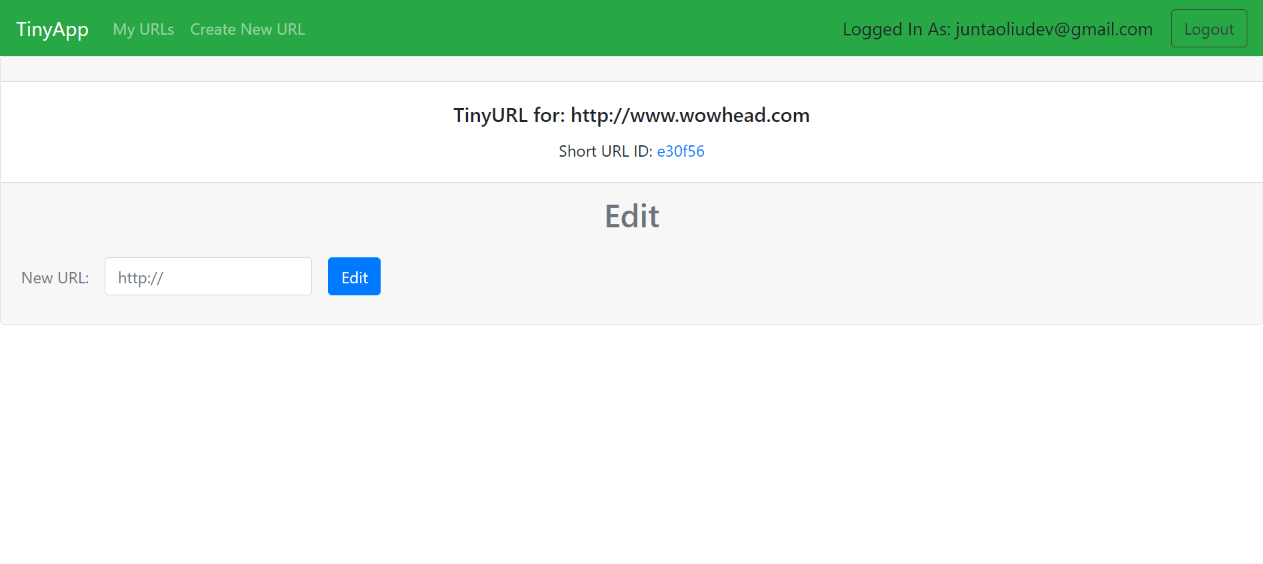 TinyApp My URLs Create New URL Logged In As: juntaoliudev@gmail.com Logout
TinyURL for: http://www.wowhead.com
Short URL ID: e30f56
Edit
New URL: http:// Edit